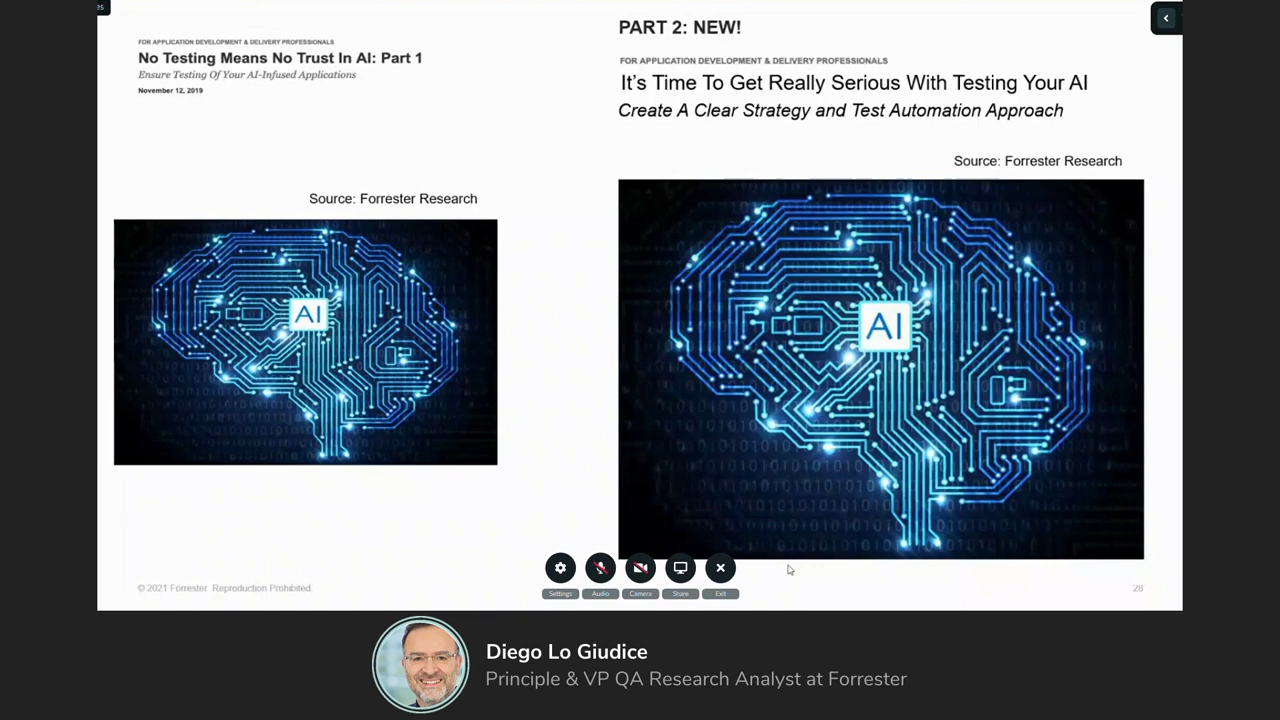 es
FOR APPLICATION DEVELOPMENT & DELIVERY PROFESSIONALS
No Testing Means No Trust In AI: Part 1
Ensure Testing Of Your AI-Infused Applications
November 12, 2019
Source: Forrester Research
AI
PART 2: NEW!
FOR APPLICATION DEVELOPMENT & DELIVERY PROFESSIONALS
It's Time To Get Really Serious With Testing Your AI
Create A Clear Strategy and Test Automation Approach
Source: Forrester Research
AI
Settings Audio Camera Share Exit
© 2021 Forrester Reproduction Prohibited.
28
Diego Lo Giudice
Principle & VP QA Research Analyst at Forrester